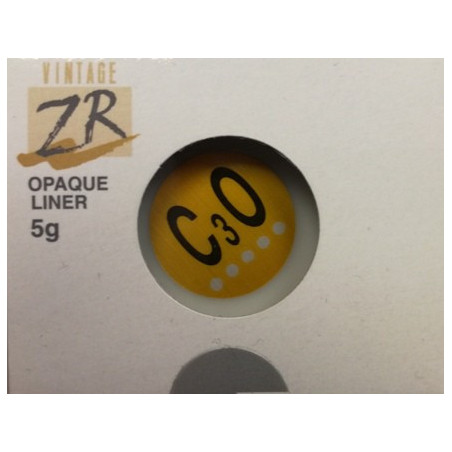 VINTAGE
ZR
OPAQUE
LINER
5g
C3O